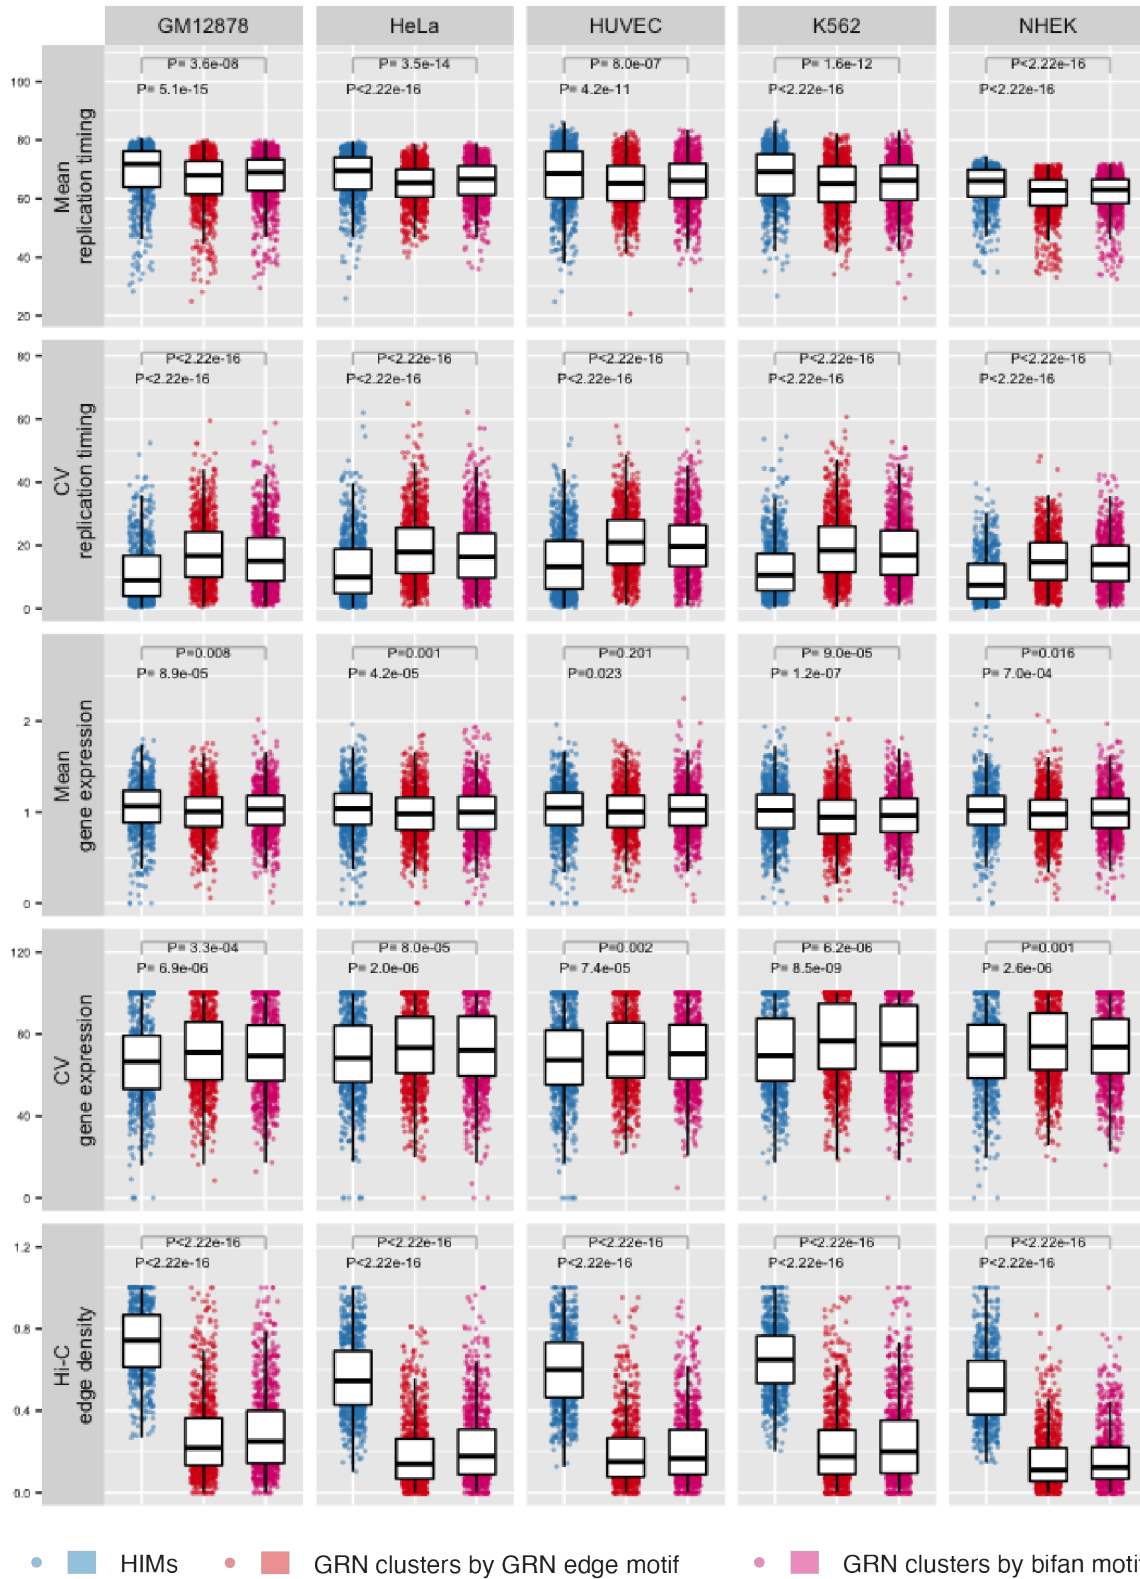 GM12878 HeLa HUVEC K562 NHEK
Mean
replication timing
100
80
60
40
20
P= 3.6e-08 P= 3.5e-14 P= 8.0e-07 P= 1.6e-12 P<2.22e-16
P= 5.1e-15 P<2.22e-16 P= 4.2e-11 P<2.22e-16 P<2.22e-16
CV
replication timing
80
60
40
20
0
P<2.22e-16 P<2.22e-16 P<2.22e-16 P<2.22e-16 P<2.22e-16
P<2.22e-16 P<2.22e-16 P<2.22e-16 P<2.22e-16 P<2.22e-16
Mean
gene expression
2
1
0
P=0.008 P=0.001 P=0.201 P= 9.0e-05 P=0.016
P= 8.9e-05 P= 4.2e-05 P=0.023 P= 1.2e-07 P= 7.0e-04
CV
gene expression
120
80
40
0
P= 3.3e-04 P= 8.0e-05 P=0.002 P= 6.2e-06 P=0.001
P= 6.9e-06 P= 2.0e-06 P= 7.4e-05 P= 8.5e-09 P= 2.6e-06
Hi-C
edge density
1.2
0.8
0.4
0.0
P<2.22e-16 P<2.22e-16 P<2.22e-16 P<2.22e-16 P<2.22e-16
P<2.22e-16 P<2.22e-16 P<2.22e-16 P<2.22e-16 P<2.22e-16
HIMs GRN clusters by GRN edge motif GRN clusters by bifan motif